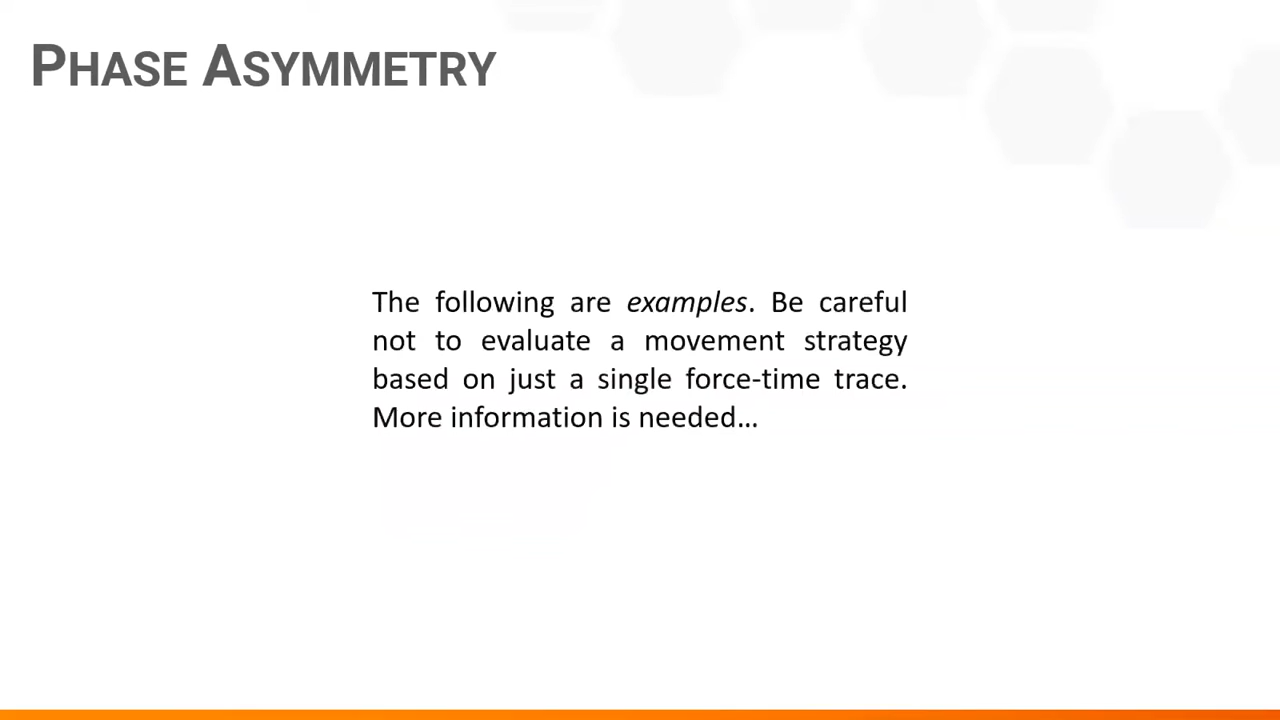 PHASE ASYMMETRY
The following are examples. Be careful
not to evaluate a movement strategy
based on just a single force-time trace.
More information is needed…